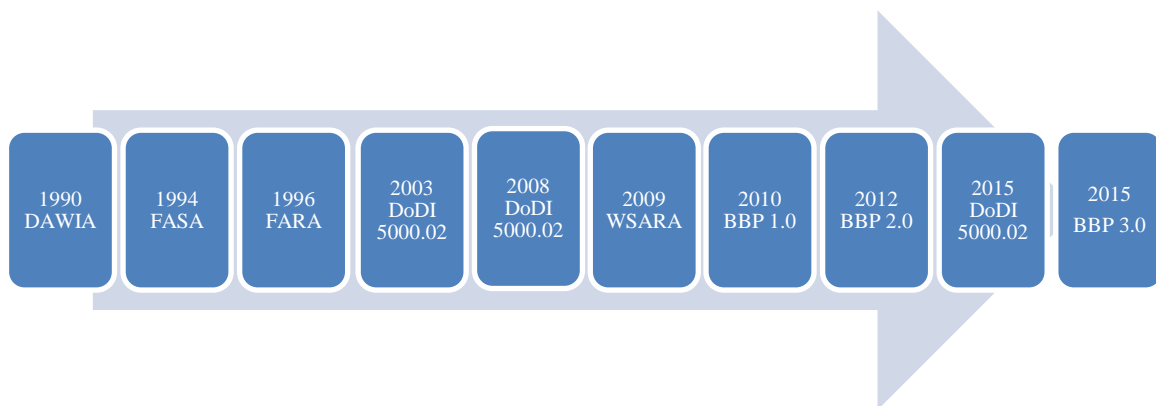 1990
DAWIA
1994
FASA
1996
FARA
2003
DoDI
5000.02
2008
DoDI
5000.02
2009
WSARA
2010
BBP 1.0
2012
BBP 2.0
2015
DoDI
5000.02
2015
BBP 3.0